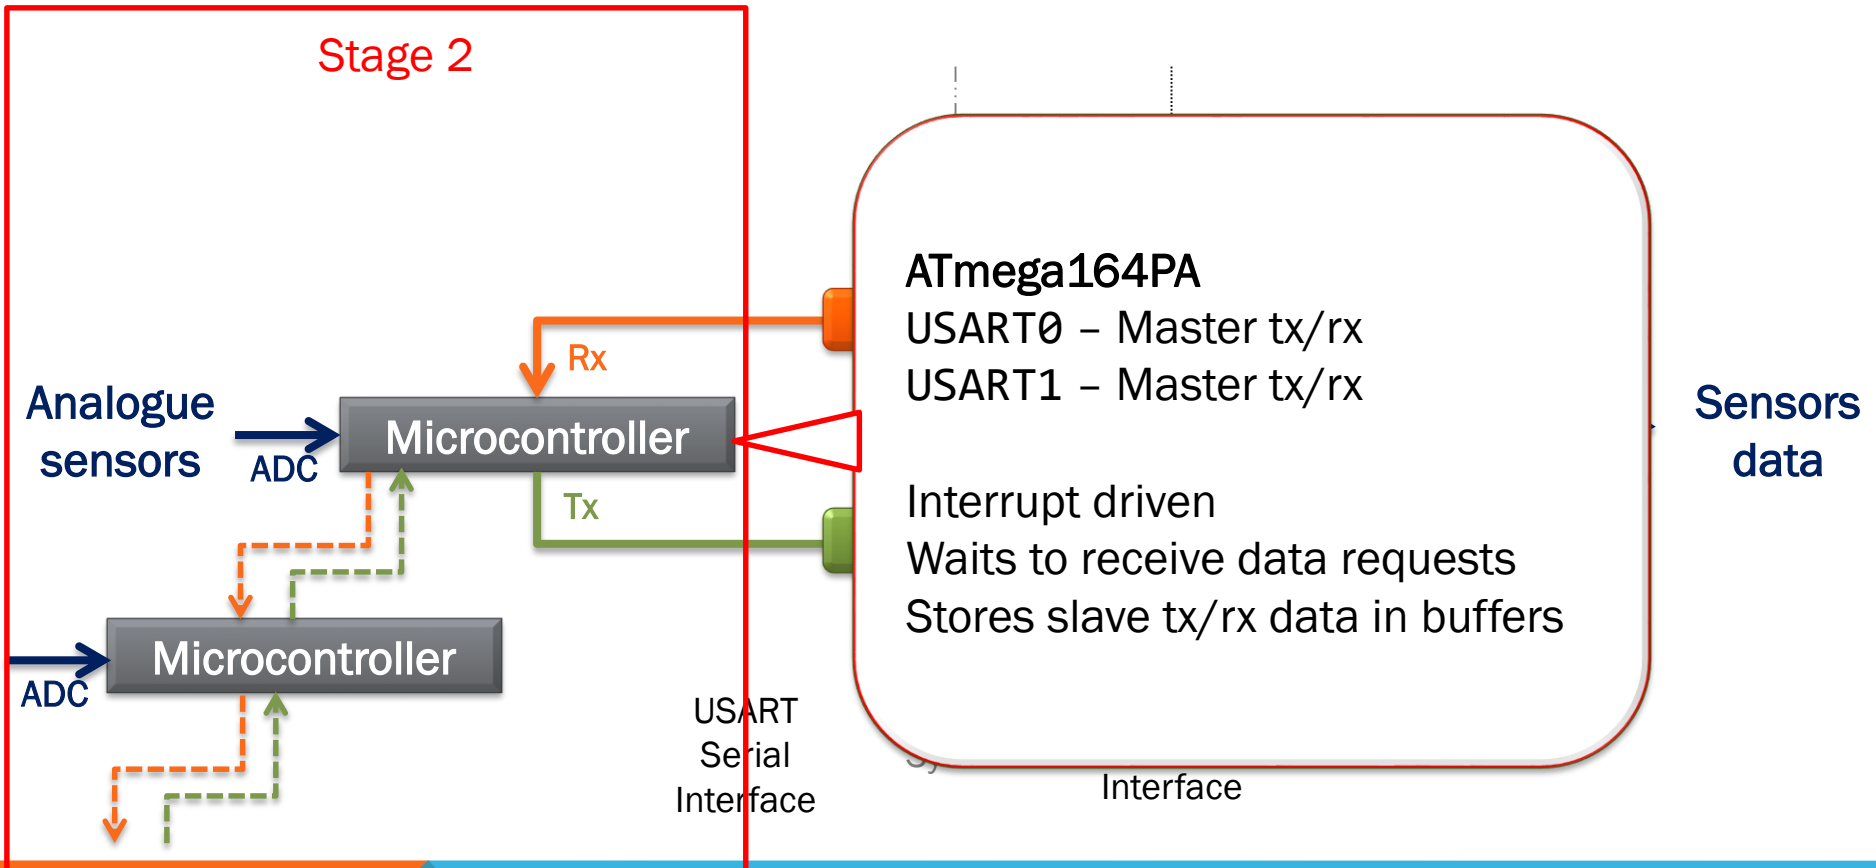 Stage 2
Analogue
sensors
ADC
Rx
Microcontroller
Tx
ADC
Microcontroller
USART
Serial
Interface
ATmega164PA
USART0 – Master tx/rx
USART1 – Master tx/rx
Interrupt driven
Waits to receive data requests
Stores slave tx/rx data in buffers
Interface
Sensors
data